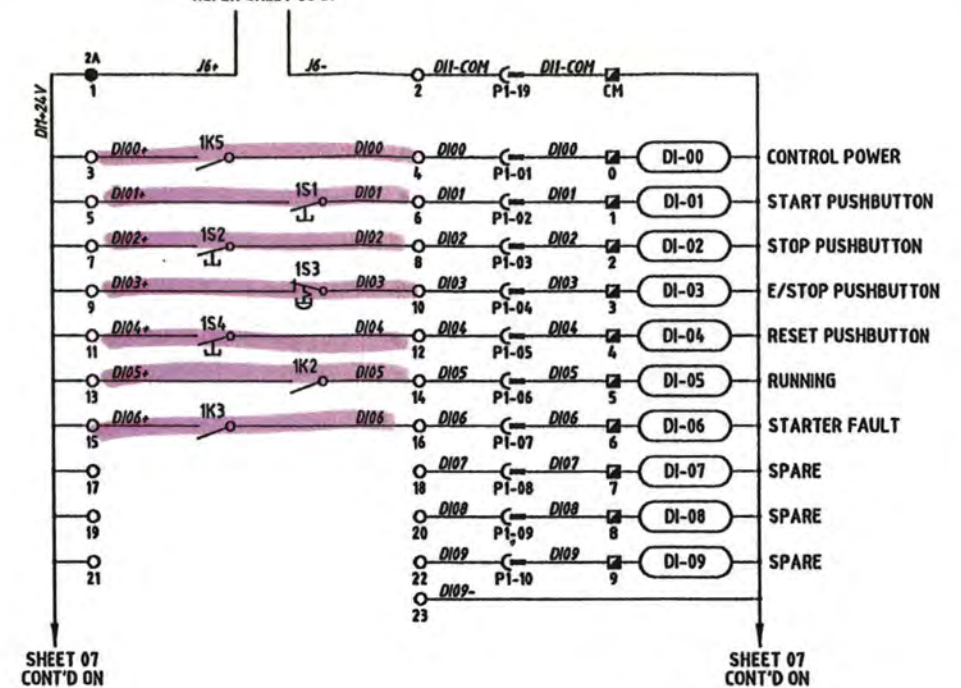 2A J6+ J6- DI1-COM DI1-COM
1 2 P1-19 CM
DI1+24V
DI00+ 1K5 DI00 DI00 DI00 DI-00 CONTROL POWER
3 4 P1-01 0
DI01+ 1S1 DI01 DI01 DI01 DI-01 START PUSHBUTTON
5 6 P1-02 1
DI02+ 1S2 DI02 DI02 DI02 DI-02 STOP PUSHBUTTON
7 8 P1-03 2
DI03+ 1S3 DI03 DI03 DI03 DI-03 E/STOP PUSHBUTTON
9 10 P1-04 3
DI04+ 1S4 DI04 DI04 DI04 DI-04 RESET PUSHBUTTON
11 12 P1-05 4
DI05+ 1K2 DI05 DI05 DI05 DI-05 RUNNING
13 14 P1-06 5
DI06+ 1K3 DI06 DI06 DI06 DI-06 STARTER FAULT
15 16 P1-07 6
DI07 DI07 DI-07 SPARE
17 18 P1-08 7
DI08 DI08 DI-08 SPARE
19 20 P1-09 8
DI09 DI09 DI-09 SPARE
21 22 P1-10 9
DI09-
23
SHEET 07 SHEET 07
CONT'D ON CONT'D ON